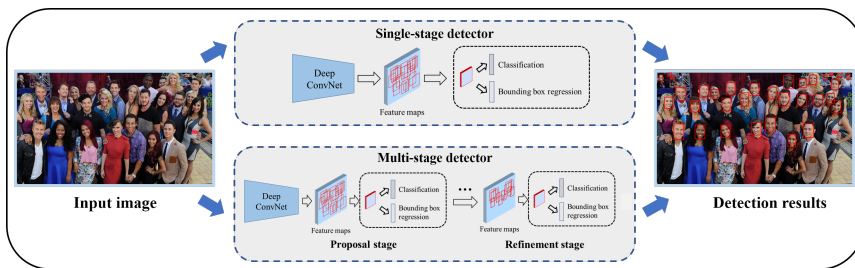 Single-stage detector
Deep
ConvNet
Feature maps
Classification
Bounding box regression
Input image
Detection results
Multi-stage detector
Deep
ConvNet
Feature maps
Classification
Bounding box
regression
Proposal stage
...
Feature maps
Classification
Bounding box
regression
Refinement stage